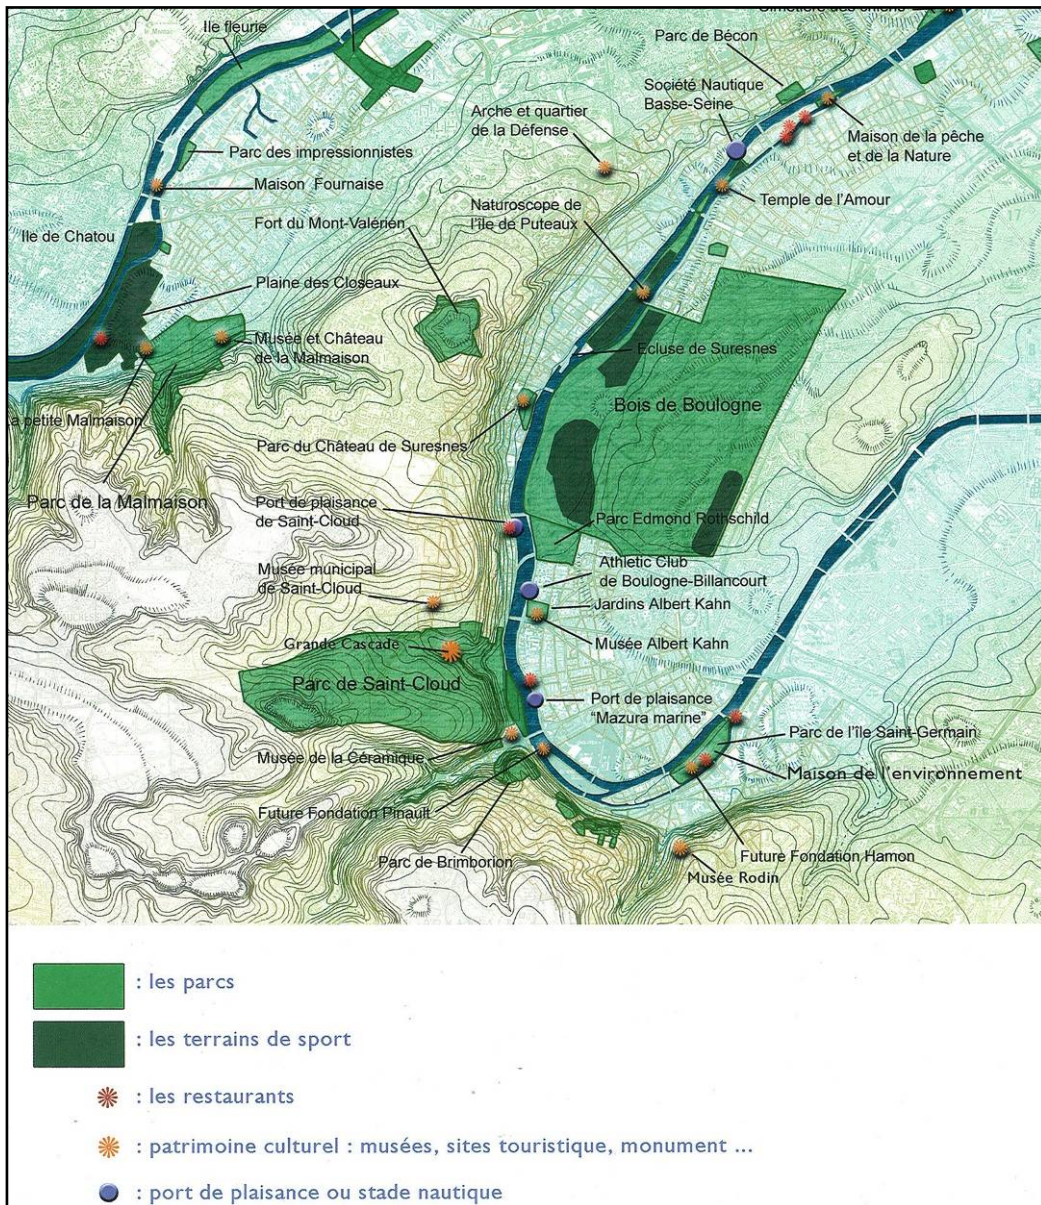 Cimetière des chiens
Ile fleurie
Parc de Bécon
Société Nautique
Basse-Seine
Arche et quartier
de la Défense
Maison de la pêche
et de la Nature
Parc des impressionnistes
Maison Fournaise
Temple de l'Amour
Naturoscope de
l'île de Puteaux
17
Fort du Mont-Valérien
Ile de Chatou
Plaine des Closeaux
Musée et Château
de la Malmaison
Ecluse de Suresnes
Bois de Boulogne
La petite Malmaison
Parc du Château de Suresnes
Parc de la Malmaison
Port de plaisance
de Saint-Cloud
Parc Edmond Rothschild
Musée municipal
de Saint-Cloud
Athletic Club
de Boulogne-Billancourt
Jardins Albert Kahn
Grande Cascade
Musée Albert Kahn
Parc de Saint-Cloud
Port de plaisance
"Mazura marine"
Parc de l'île Saint-Germain
Musée de la Céramique
Maison de l'environnement
Future Fondation Pinault
Parc de Brimborion
Future Fondation Hamon
Musée Rodin
: les parcs
: les terrains de sport
: les restaurants
: patrimoine culturel : musées, sites touristique, monument ...
: port de plaisance ou stade nautique